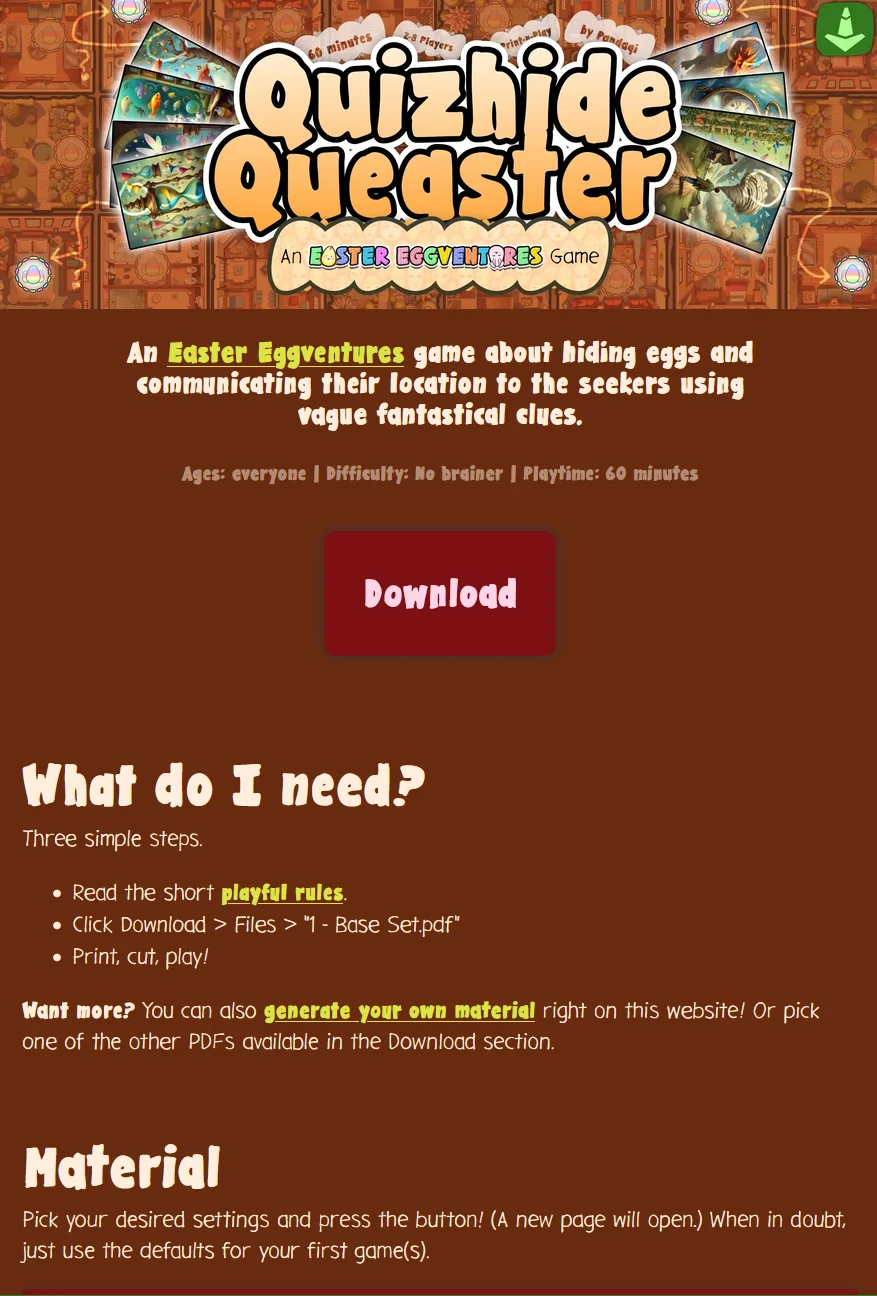 60 minutes
2-8 Players
Print-n-Play
by Pandaqi
Quizhide
Queaster
An EASTER EGGVENTURES Game
An Easter Eggventures game about hiding eggs and
communicating their location to the seekers using
vague fantastical clues.
Ages: everyone | Difficulty: No brainer | Playtime: 60 minutes
Download
What do I need?
Three simple steps.
• Read the short playful rules.
• Click Download > Files > "1 - Base Set.pdf"
• Print, cut, play!
Want more? You can also generate your own material right on this website! Or pick
one of the other PDFs available in the Download section.
Material
Pick your desired settings and press the button! (A new page will open.) When in doubt,
just use the defaults for your first game(s).